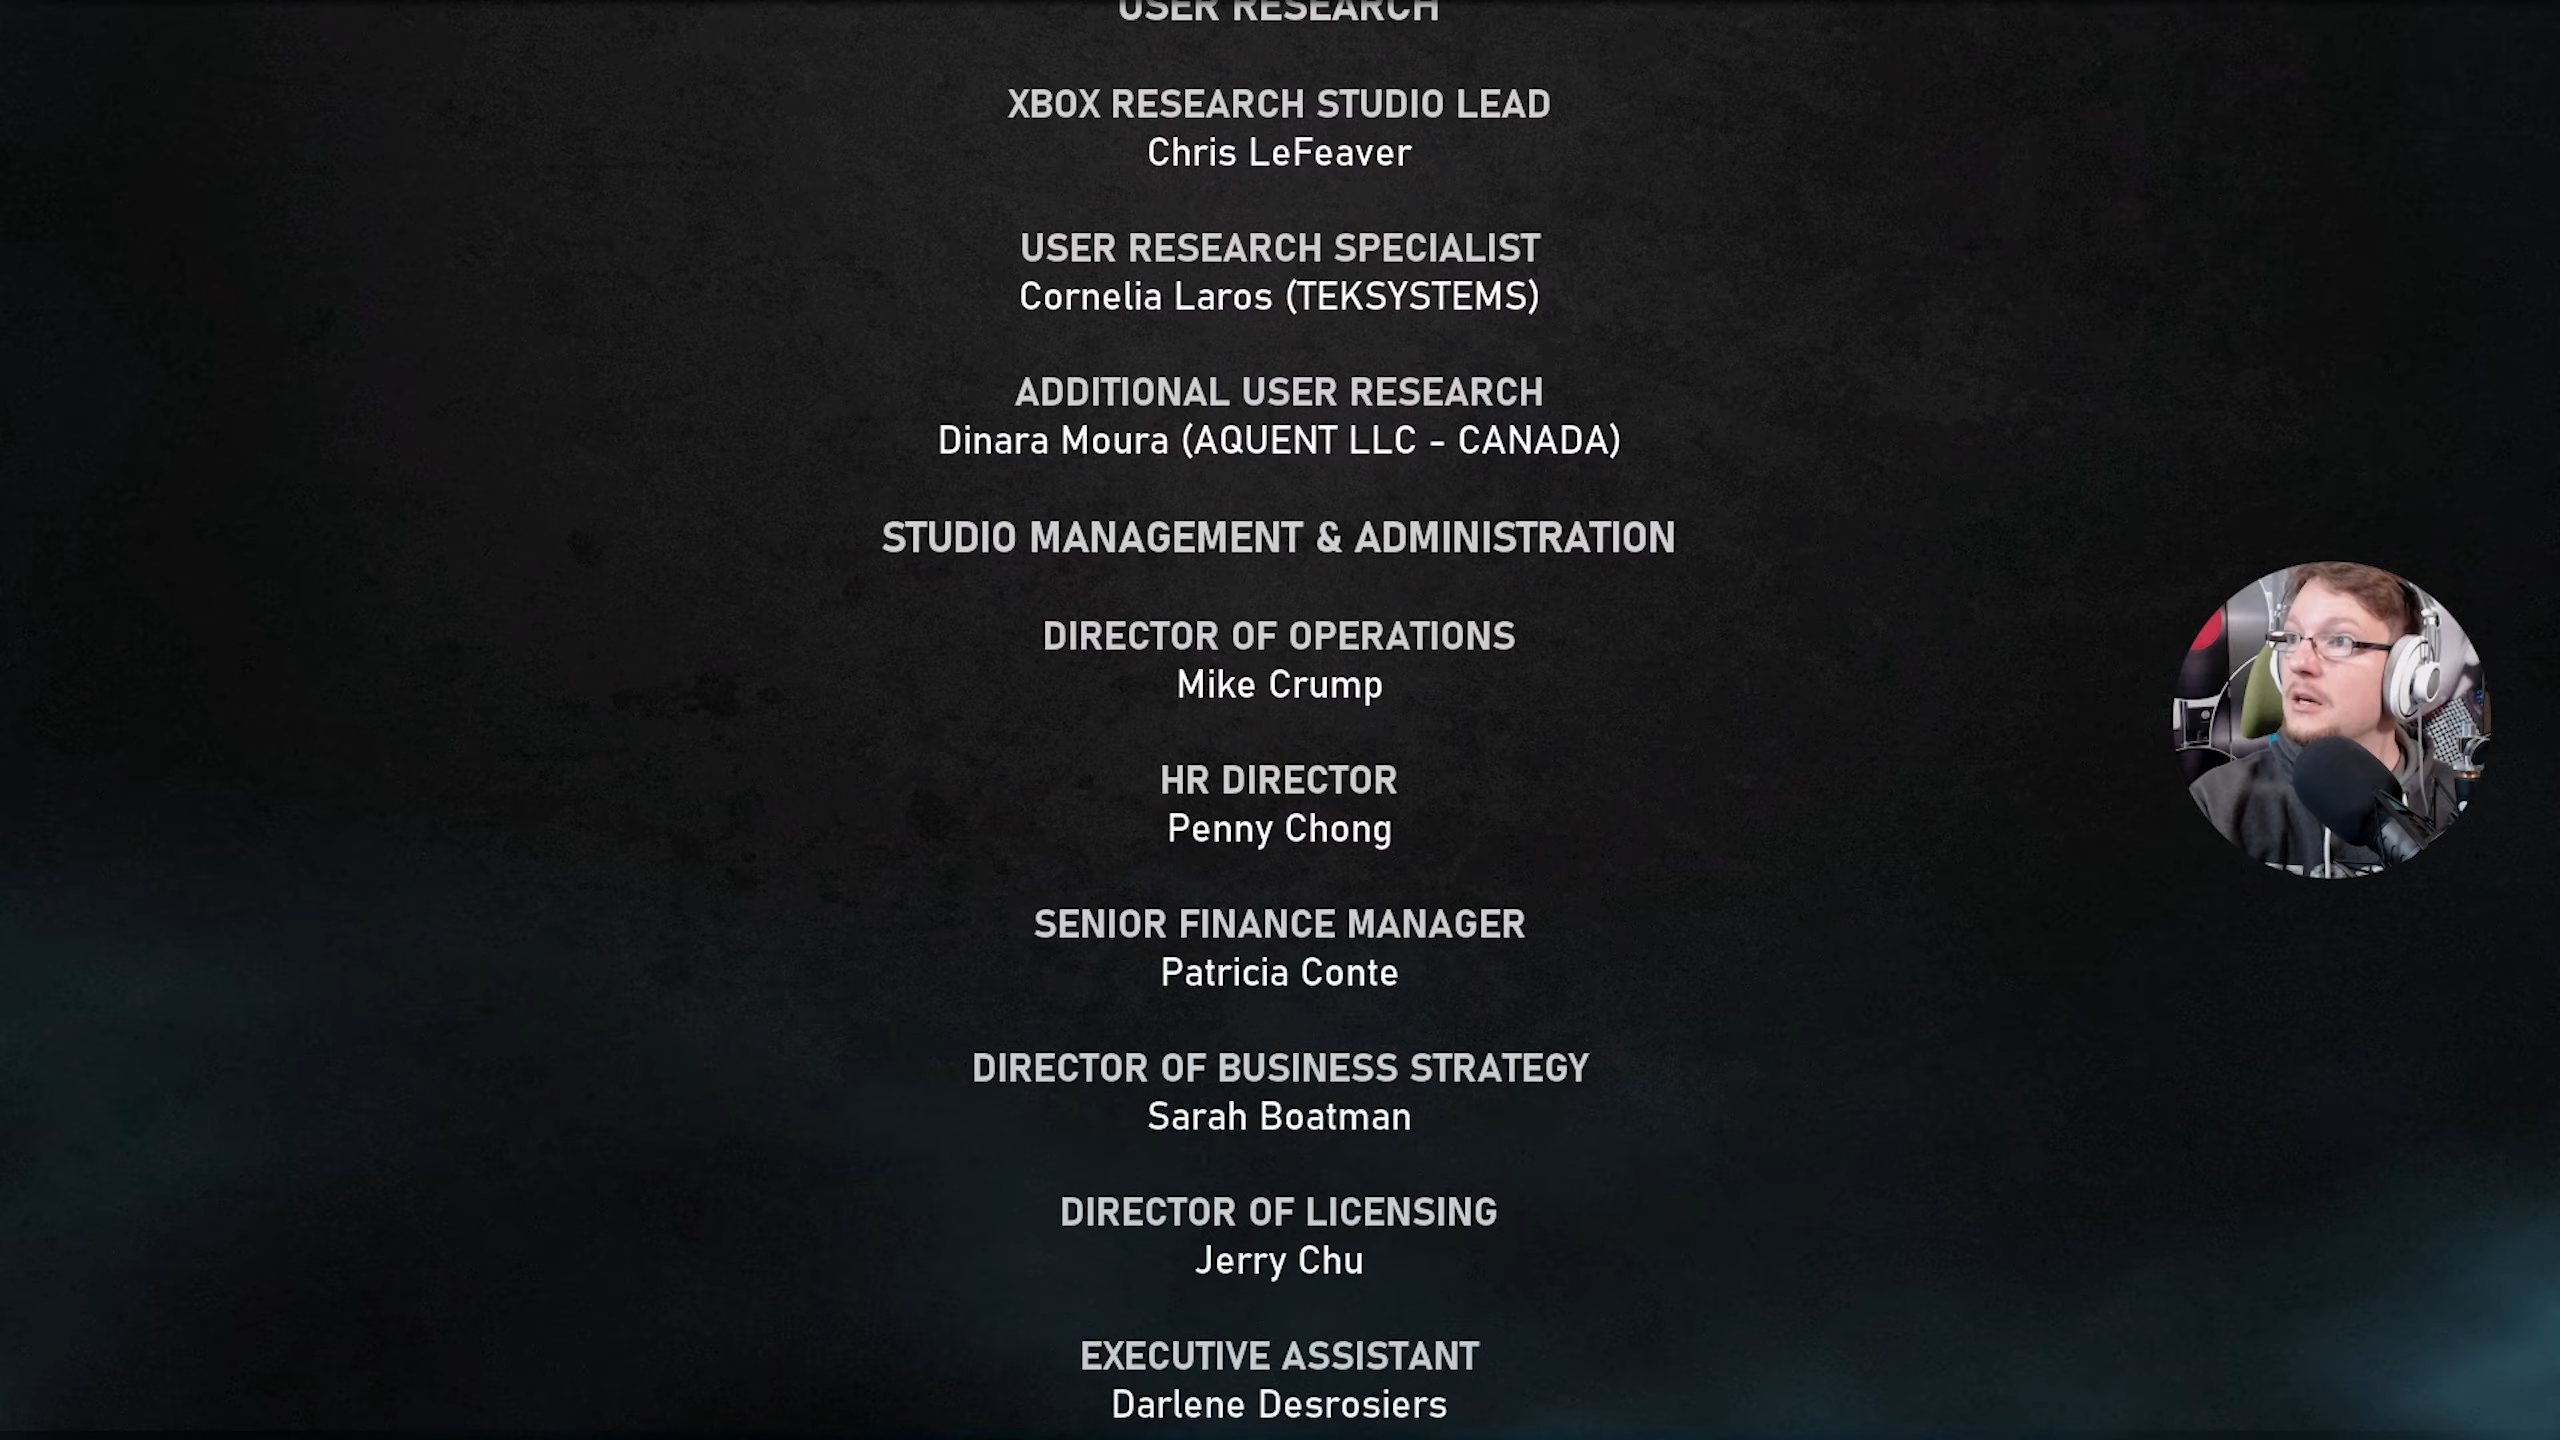 USER RESEARCH
XBOX RESEARCH STUDIO LEAD
Chris LeFeaver
USER RESEARCH SPECIALIST
Cornelia Laros (TEKSYSTEMS)
ADDITIONAL USER RESEARCH
Dinara Moura (AQUENT LLC - CANADA)
STUDIO MANAGEMENT & ADMINISTRATION
DIRECTOR OF OPERATIONS
Mike Crump
HR DIRECTOR
Penny Chong
SENIOR FINANCE MANAGER
Patricia Conte
DIRECTOR OF BUSINESS STRATEGY
Sarah Boatman
DIRECTOR OF LICENSING
Jerry Chu
EXECUTIVE ASSISTANT
Darlene Desrosiers